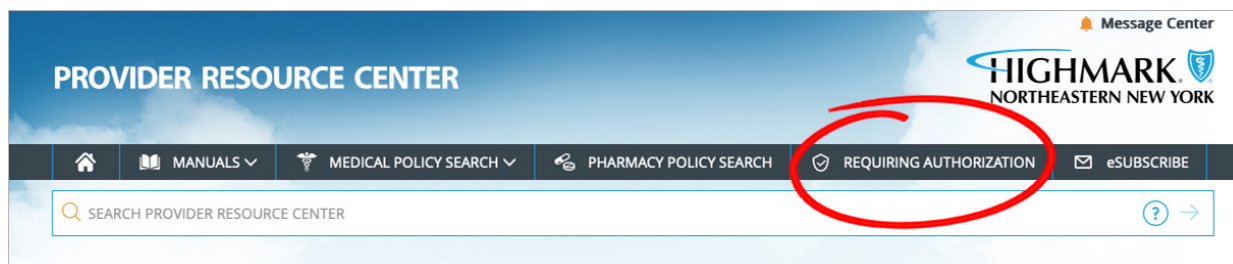 Message Center
PROVIDER RESOURCE CENTER
HIGHMARK.
NORTHEASTERN NEW YORK
MANUALS MEDICAL POLICY SEARCH PHARMACY POLICY SEARCH REQUIRING AUTHORIZATION eSUBSCRIBE
SEARCH PROVIDER RESOURCE CENTER ?